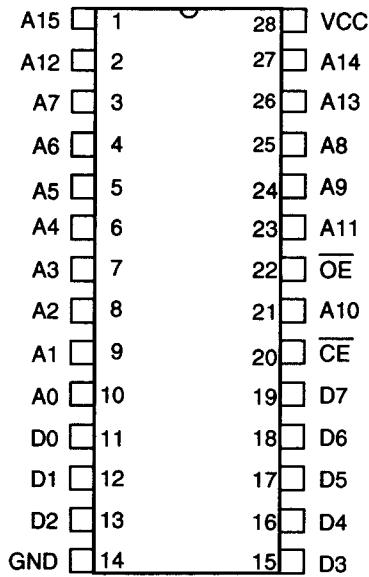 A15 1 28 VCC
A12 2 27 A14
A7 3 26 A13
A6 4 25 A8
A5 5 24 A9
A4 6 23 A11
A3 7 22 O̅E̅
A2 8 21 A10
A1 9 20 C̅E̅
A0 10 19 D7
D0 11 18 D6
D1 12 17 D5
D2 13 16 D4
GND 14 15 D3